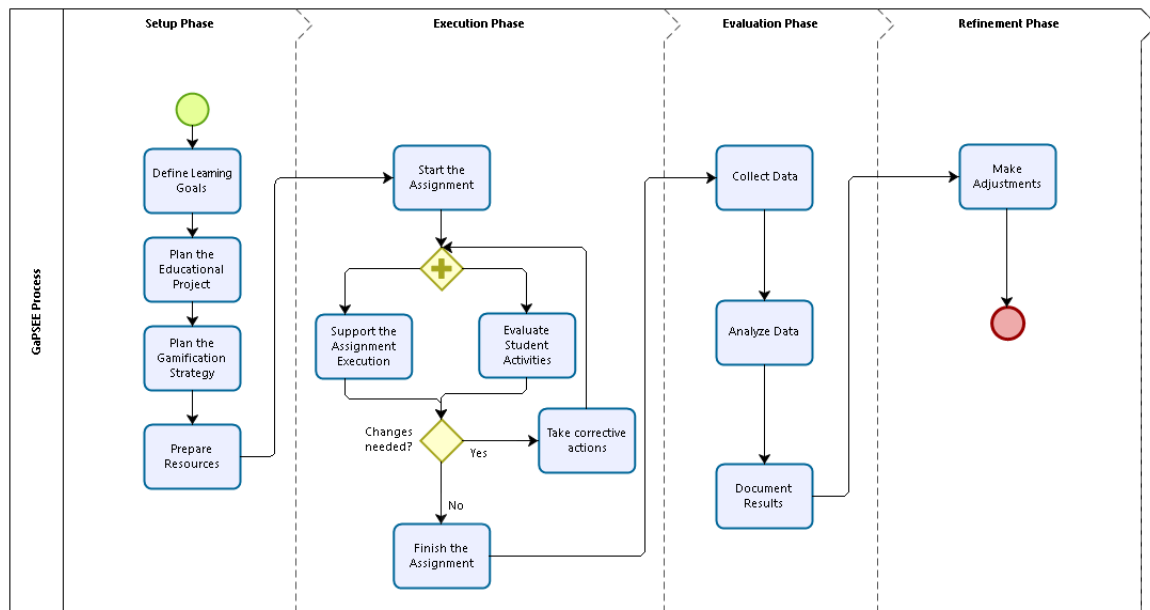 GaPSEE Process
Setup Phase
Execution Phase
Evaluation Phase
Refinement Phase
Define Learning
Goals
Plan the
Educational
Project
Plan the
Gamification
Strategy
Prepare
Resources
Start the
Assignment
Support the
Assignment
Execution
Evaluate
Student
Activities
Changes
needed?
Yes
Take corrective
actions
No
Finish the
Assignment
Collect Data
Analyze Data
Document
Results
Make
Adjustments